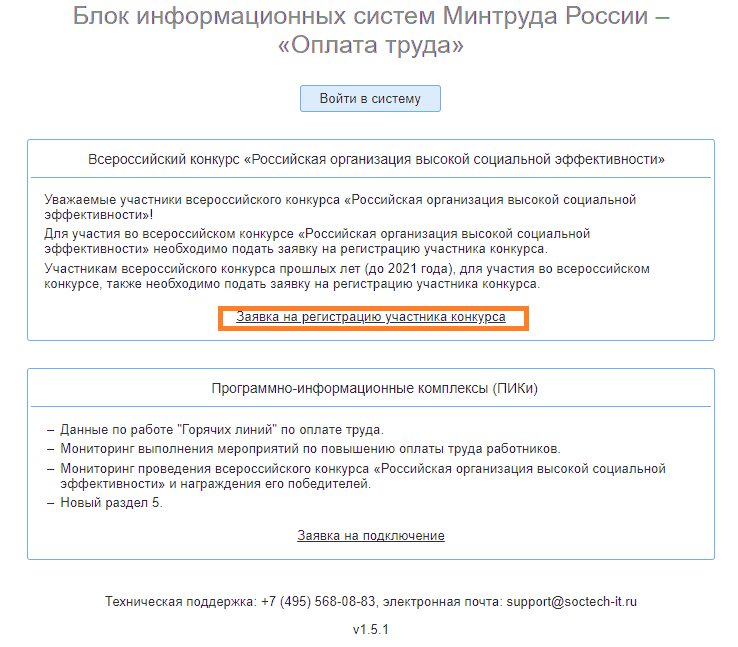 Блок информационных систем Минтруда России –
«Оплата труда»
Войти в систему
Всероссийский конкурс «Российская организация высокой социальной эффективности»
Уважаемые участники всероссийского конкурса «Российская организация высокой социальной
эффективности»!
Для участия во всероссийском конкурсе «Российская организация высокой социальной
эффективности» необходимо подать заявку на регистрацию участника конкурса.
Участникам всероссийского конкурса прошлых лет (до 2021 года), для участия во всероссийском
конкурсе, также необходимо подать заявку на регистрацию участника конкурса.
Заявка на регистрацию участника конкурса
Программно-информационные комплексы (ПИКи)
– Данные по работе "Горячих линий" по оплате труда.
– Мониторинг выполнения мероприятий по повышению оплаты труда работников.
– Мониторинг проведения всероссийского конкурса «Российская организация высокой социальной
эффективности» и награждения его победителей.
– Новый раздел 5.
Заявка на подключение
Техническая поддержка: +7 (495) 568-08-83, электронная почта: support@soctech-it.ru
v1.5.1